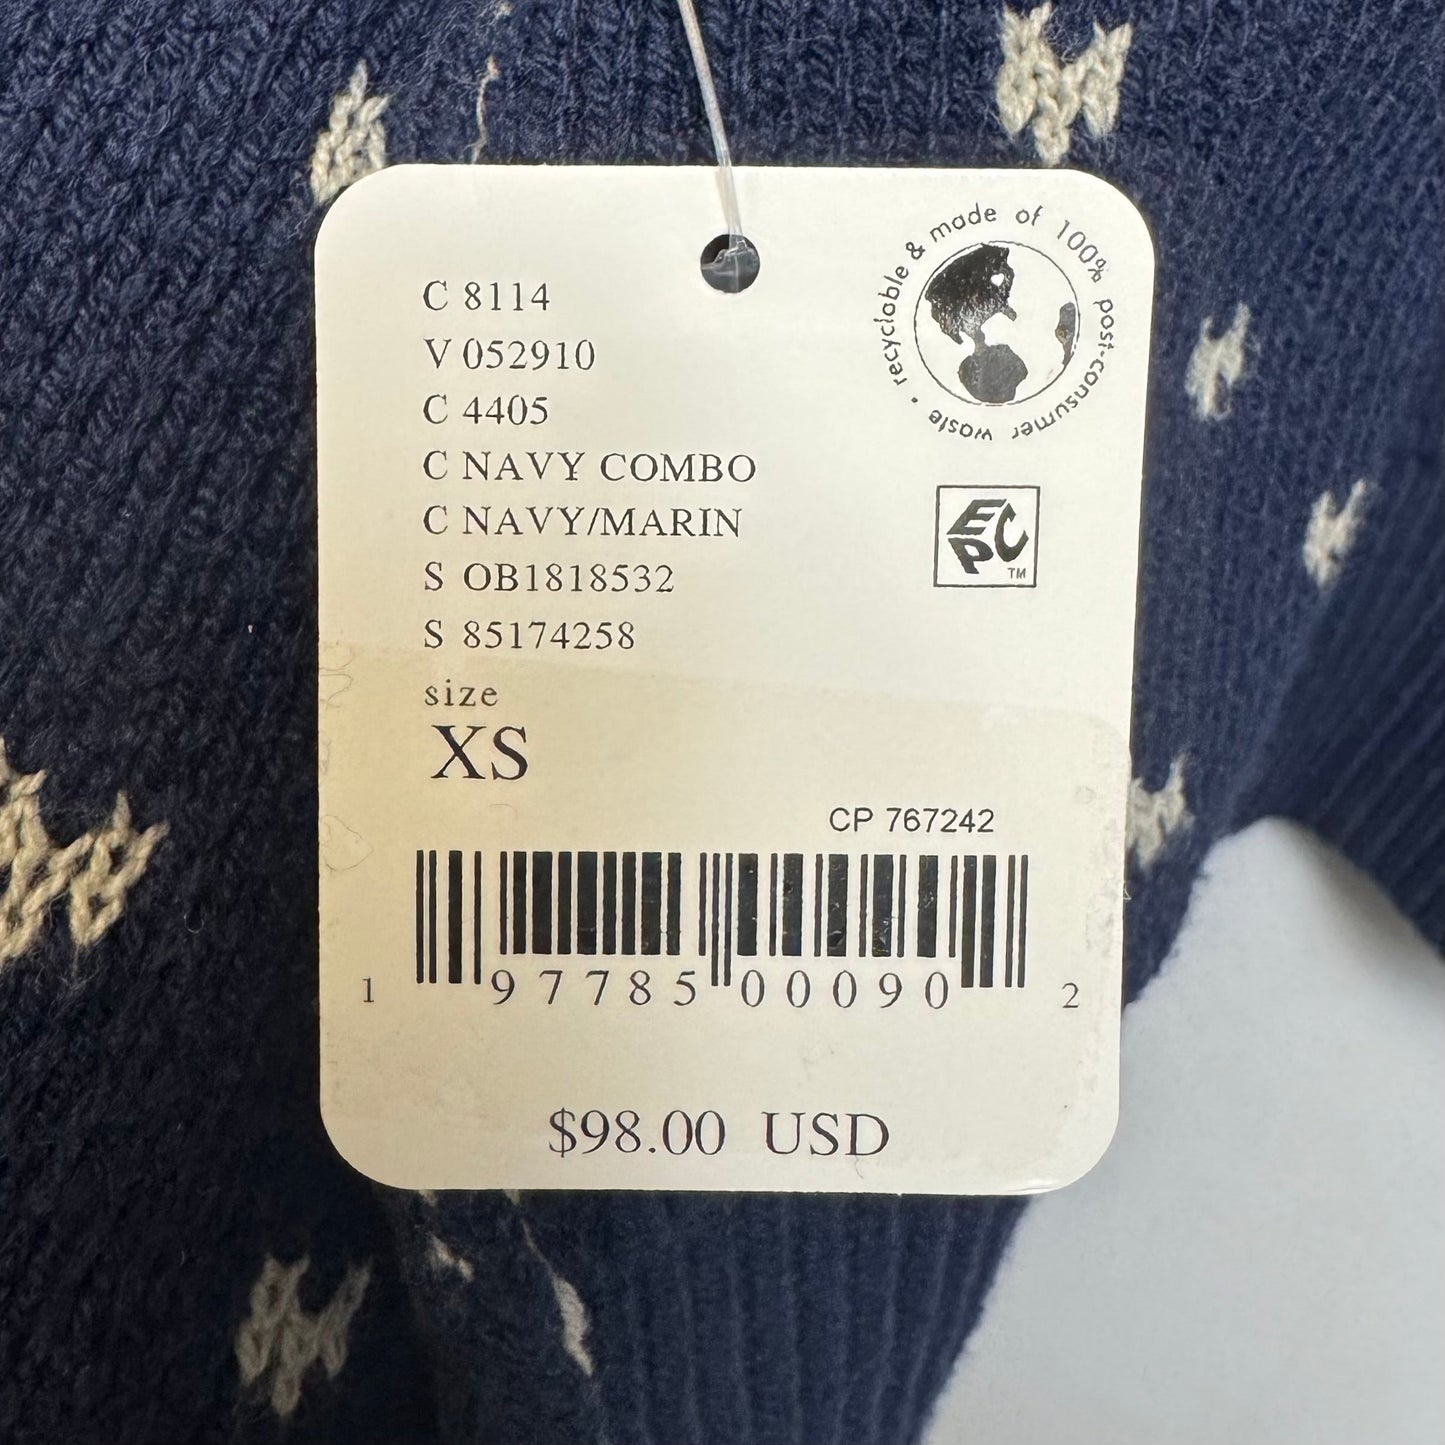 C 8114
V 052910
C 4405
C NAVY COMBO
C NAVY/MARIN
S OB1818532
S 85174258
recyclable & made of 100% post-consumer waste •
EPC
TM
size
XS
CP 767242
1 97785 00090 2
$98.00 USD